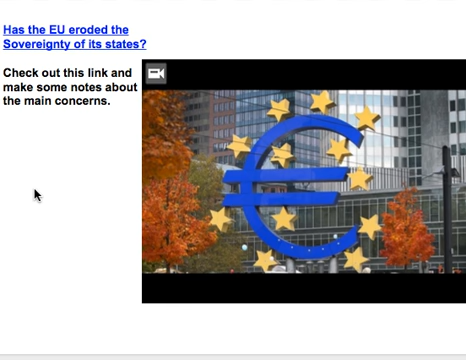 Has the EU eroded the
Sovereignty of its states?
Check out this link and
make some notes about
the main concerns.